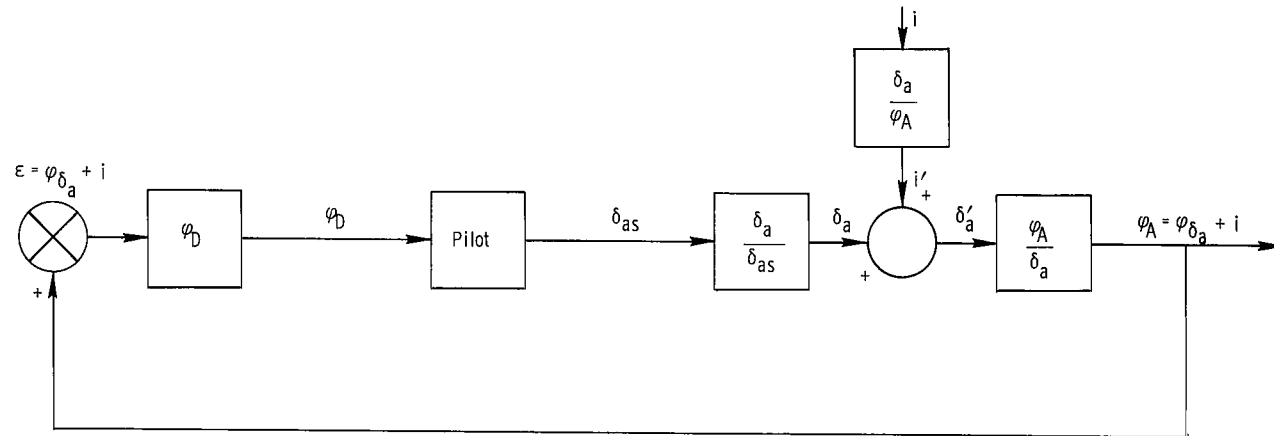 i
δa
φA
ε = φδa + i
i′
+
φD
φD
Pilot
δas
δa
δas
δa
+
δ′a
φA
δa
φA = φδa + i
+